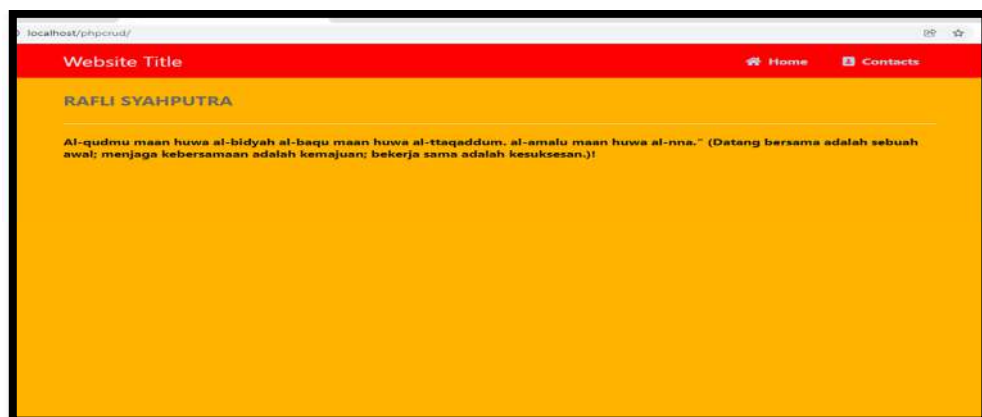 localhost/phpcrud/
Website Title
Home
Contacts
RAFLI SYAHPUTRA
Al-qudmu maan huwa al-bidyah al-baqu maan huwa al-ttaqaddum. al-amalu maan huwa al-nna." (Datang bersama adalah sebuah
awal; menjaga kebersamaan adalah kemajuan; bekerja sama adalah kesuksesan.)!